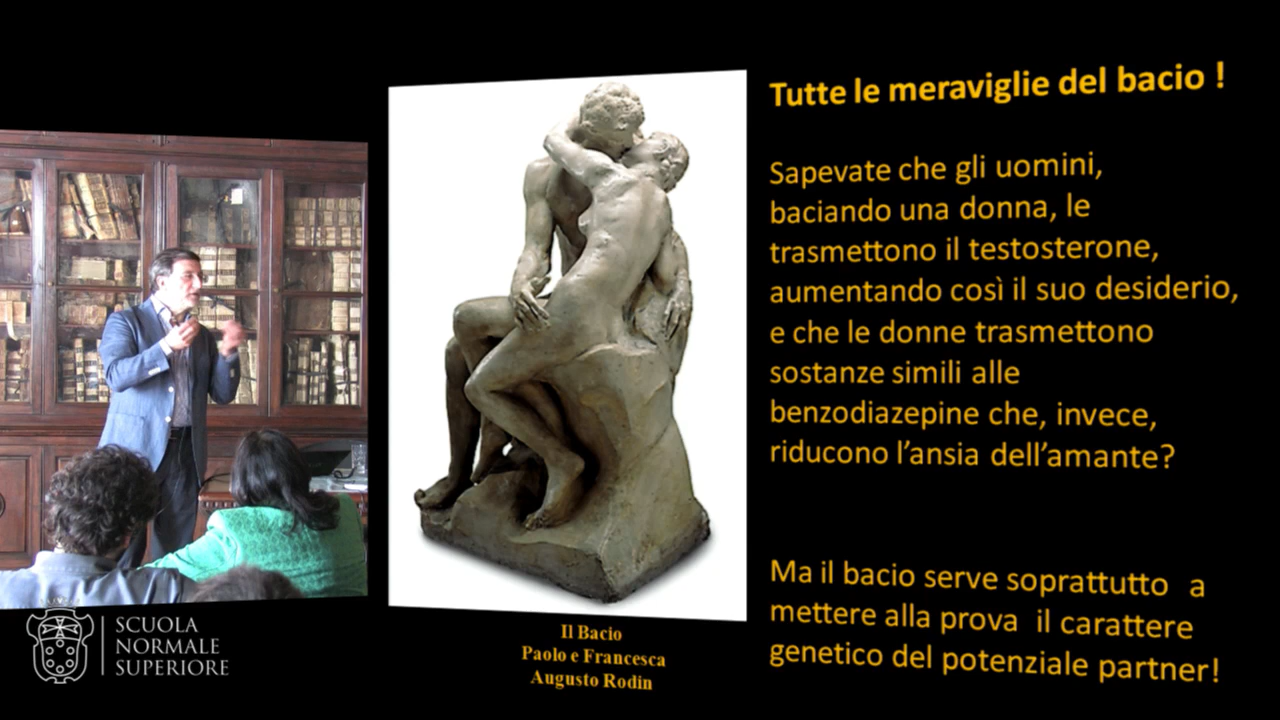 Tutte le meraviglie del bacio !
Sapevate che gli uomini,
baciando una donna, le
trasmettono il testosterone,
aumentando così il suo desiderio,
e che le donne trasmettono
sostanze simili alle
benzodiazepine che, invece,
riducono l’ansia dell’amante?
Ma il bacio serve soprattutto a
mettere alla prova il carattere
genetico del potenziale partner!
Il Bacio
Paolo e Francesca
Augusto Rodin
SCUOLA
NORMALE
SUPERIORE